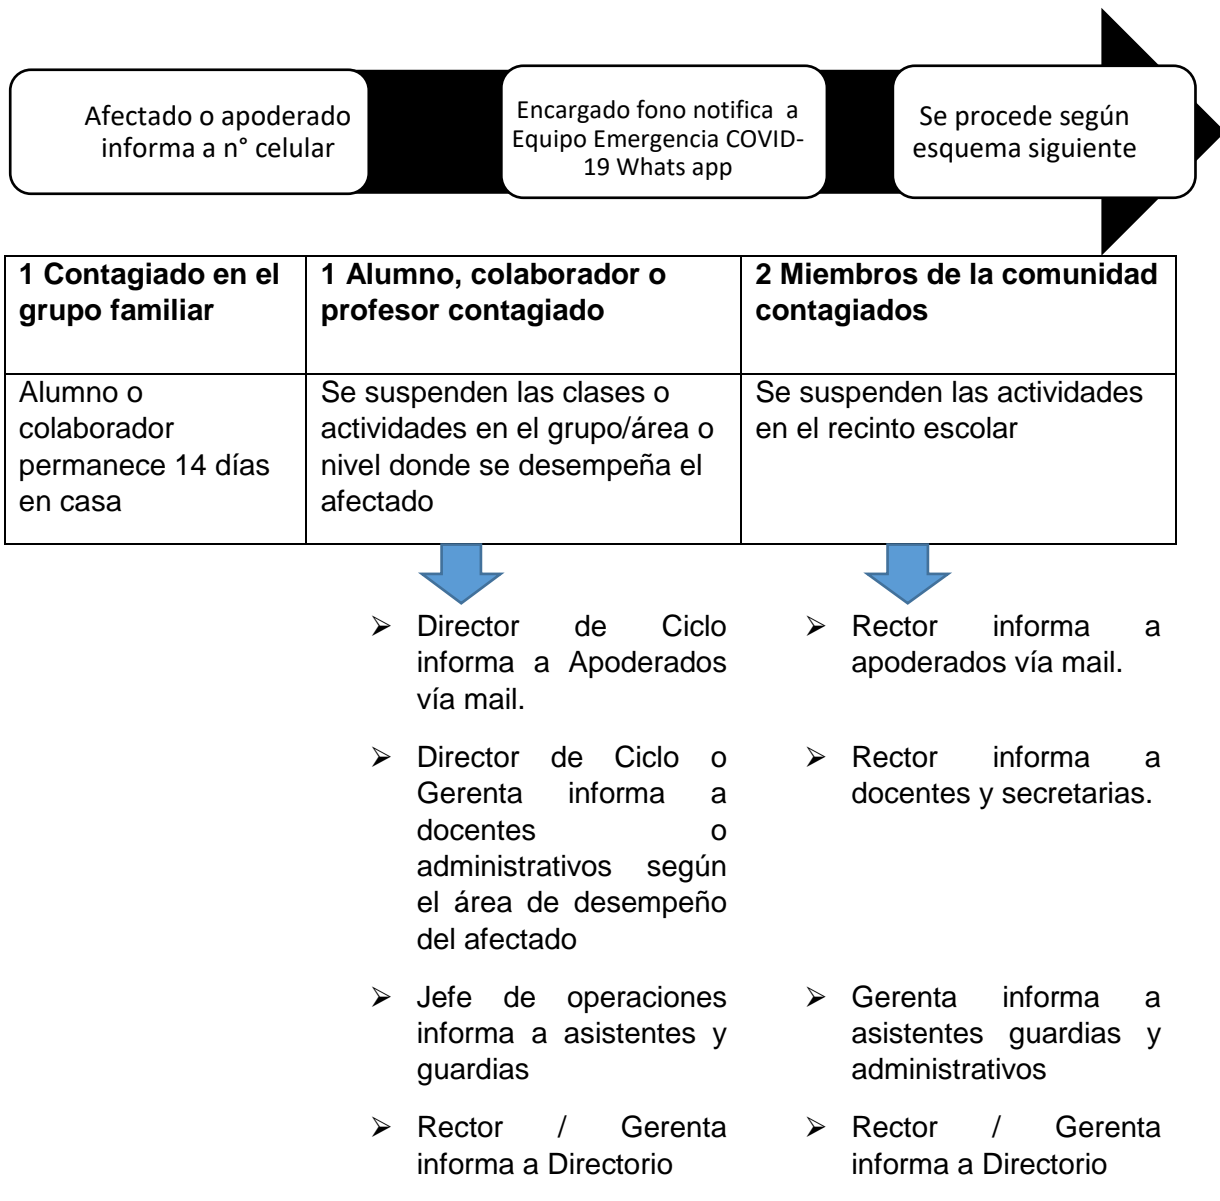 Afectado o apoderado
informa a n° celular
Encargado fono notifica a
Equipo Emergencia COVID-
19 Whats app
Se procede según
esquema siguiente
1 Contagiado en el
grupo familiar
1 Alumno, colaborador o
profesor contagiado
2 Miembros de la comunidad
contagiados
Alumno o
colaborador
permanece 14 días
en casa
Se suspenden las clases o
actividades en el grupo/área o
nivel donde se desempeña el
afectado
Se suspenden las actividades
en el recinto escolar
➢ Director de Ciclo
informa a Apoderados
vía mail.
➢ Director de Ciclo o
Gerenta informa a
docentes o
administrativos según
el área de desempeño
del afectado
➢ Jefe de operaciones
informa a asistentes y
guardias
➢ Rector / Gerenta
informa a Directorio
➢ Rector informa a
apoderados vía mail.
➢ Rector informa a
docentes y secretarias.
➢ Gerenta informa a
asistentes guardias y
administrativos
➢ Rector / Gerenta
informa a Directorio